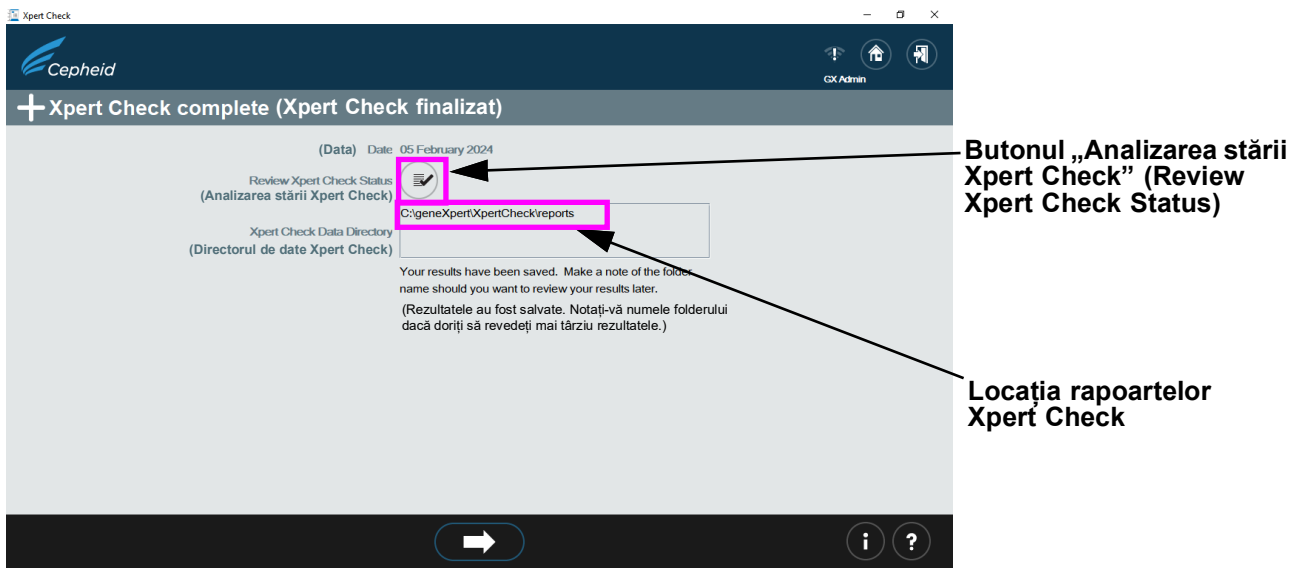 Xpert Check
Cepheid
GX Admin
Xpert Check complete (Xpert Check finalizat)
(Data) Date 05 February 2024
Review Xpert Check Status
(Analizarea stării Xpert Check)
C:\geneXpert\XpertCheck\reports
Xpert Check Data Directory
(Directorul de date Xpert Check)
Your results have been saved. Make a note of the folder
name should you want to review your results later.
(Rezultatele au fost salvate. Notați-vă numele folderului
dacă doriți să revedeți mai târziu rezultatele.)
Butonul „Analizarea stării
Xpert Check” (Review
Xpert Check Status)
Locația rapoartelor
Xpert Check
i
?